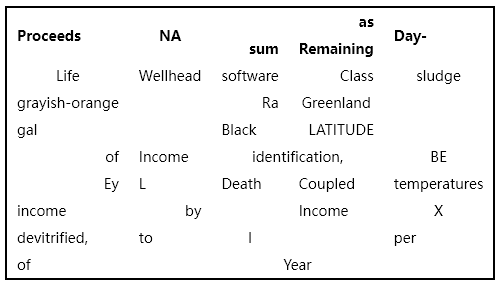 Proceeds NA sum as Remaining Day-
Life Wellhead software Class sludge
grayish-orange Ra Greenland
gal Black LATITUDE
of Income identification, BE
Ey L Death Coupled temperatures
income by Income X
devitrified, to I per
of Year